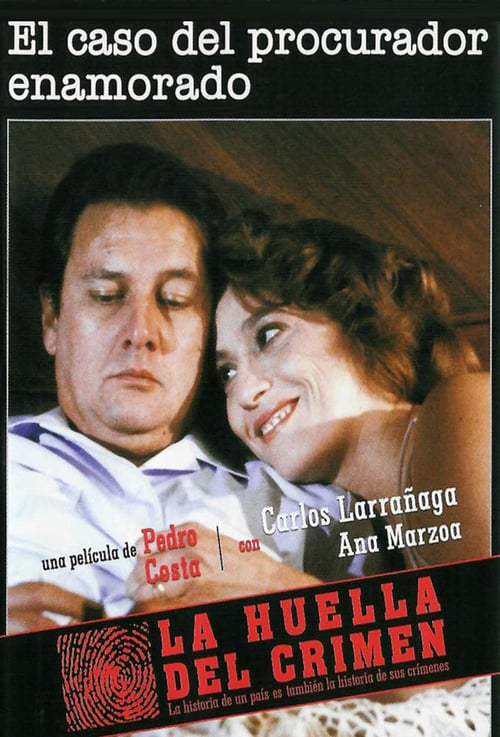 El caso del procurador
enamorado
una película de Pedro
Costa
con Carlos Larrañaga
Ana Marzoa
LA HUELLA
DEL CRIMEN
La historia de un país es también la historia de sus crímenes